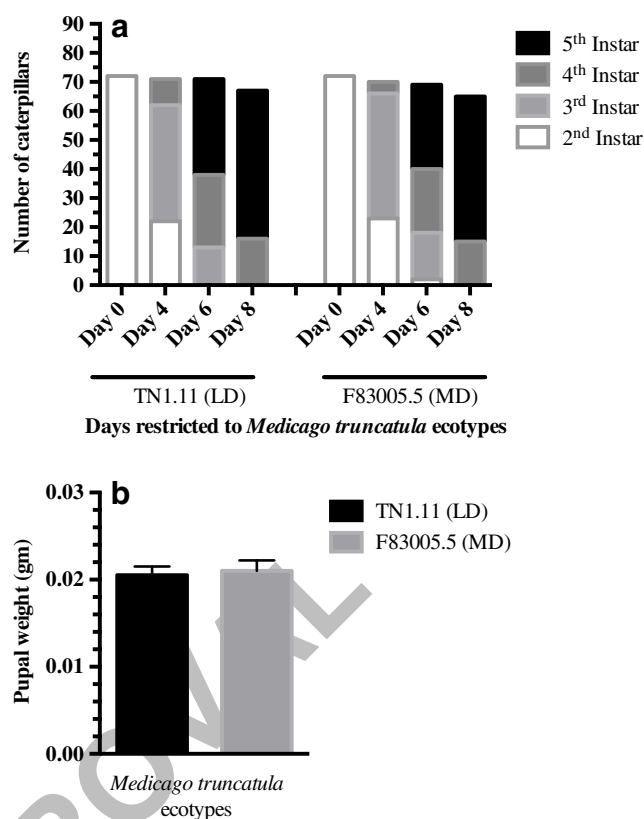 a
90
80
70
60
50
40
30
20
10
0
Number of caterpillars
5th Instar
4th Instar
3rd Instar
2nd Instar
Day 0
Day 4
Day 6
Day 8
Day 0
Day 4
Day 6
Day 8
TN1.11 (LD)
F83005.5 (MD)
Days restricted to Medicago truncatula ecotypes
b
0.03
0.02
0.01
0.00
Pupal weight (gm)
TN1.11 (LD)
F83005.5 (MD)
Medicago truncatula
ecotypes